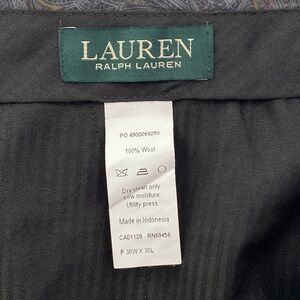 LAUREN
RALPH LAUREN
PO 4900066250
100% Wool
Dry clean only
Low moisture
Utility press
Made in Indonesia
CA01129 RN69456
P 38W X 30L